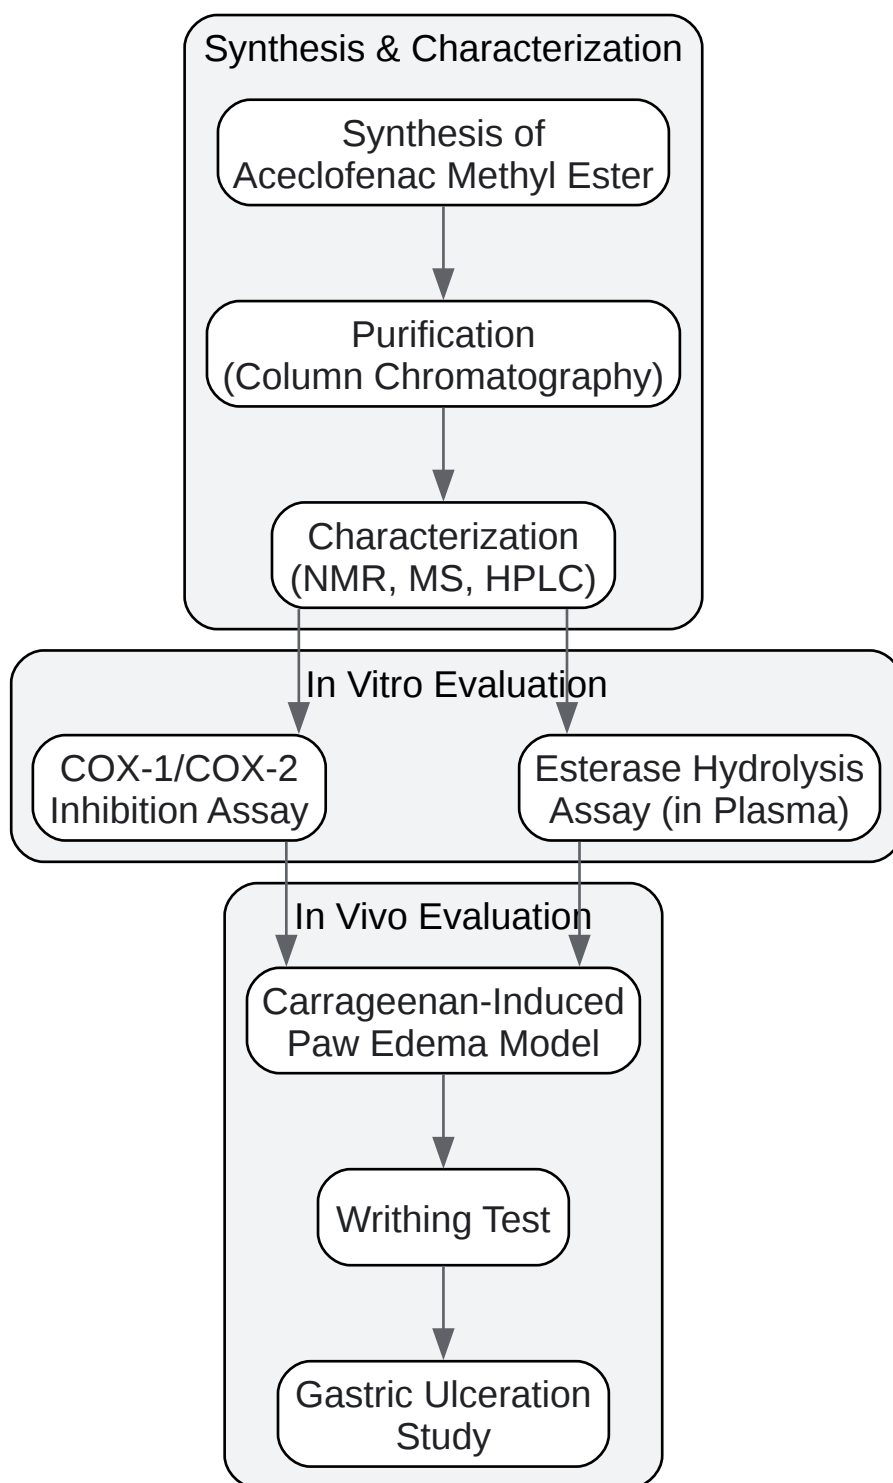 Synthesis & Characterization
Synthesis of
Aceclofenac Methyl Ester
Purification
(Column Chromatography)
Characterization
(NMR, MS, HPLC)
In Vitro Evaluation
COX-1/COX-2
Inhibition Assay
Esterase Hydrolysis
Assay (in Plasma)
In Vivo Evaluation
Carrageenan-Induced
Paw Edema Model
Writhing Test
Gastric Ulceration
Study